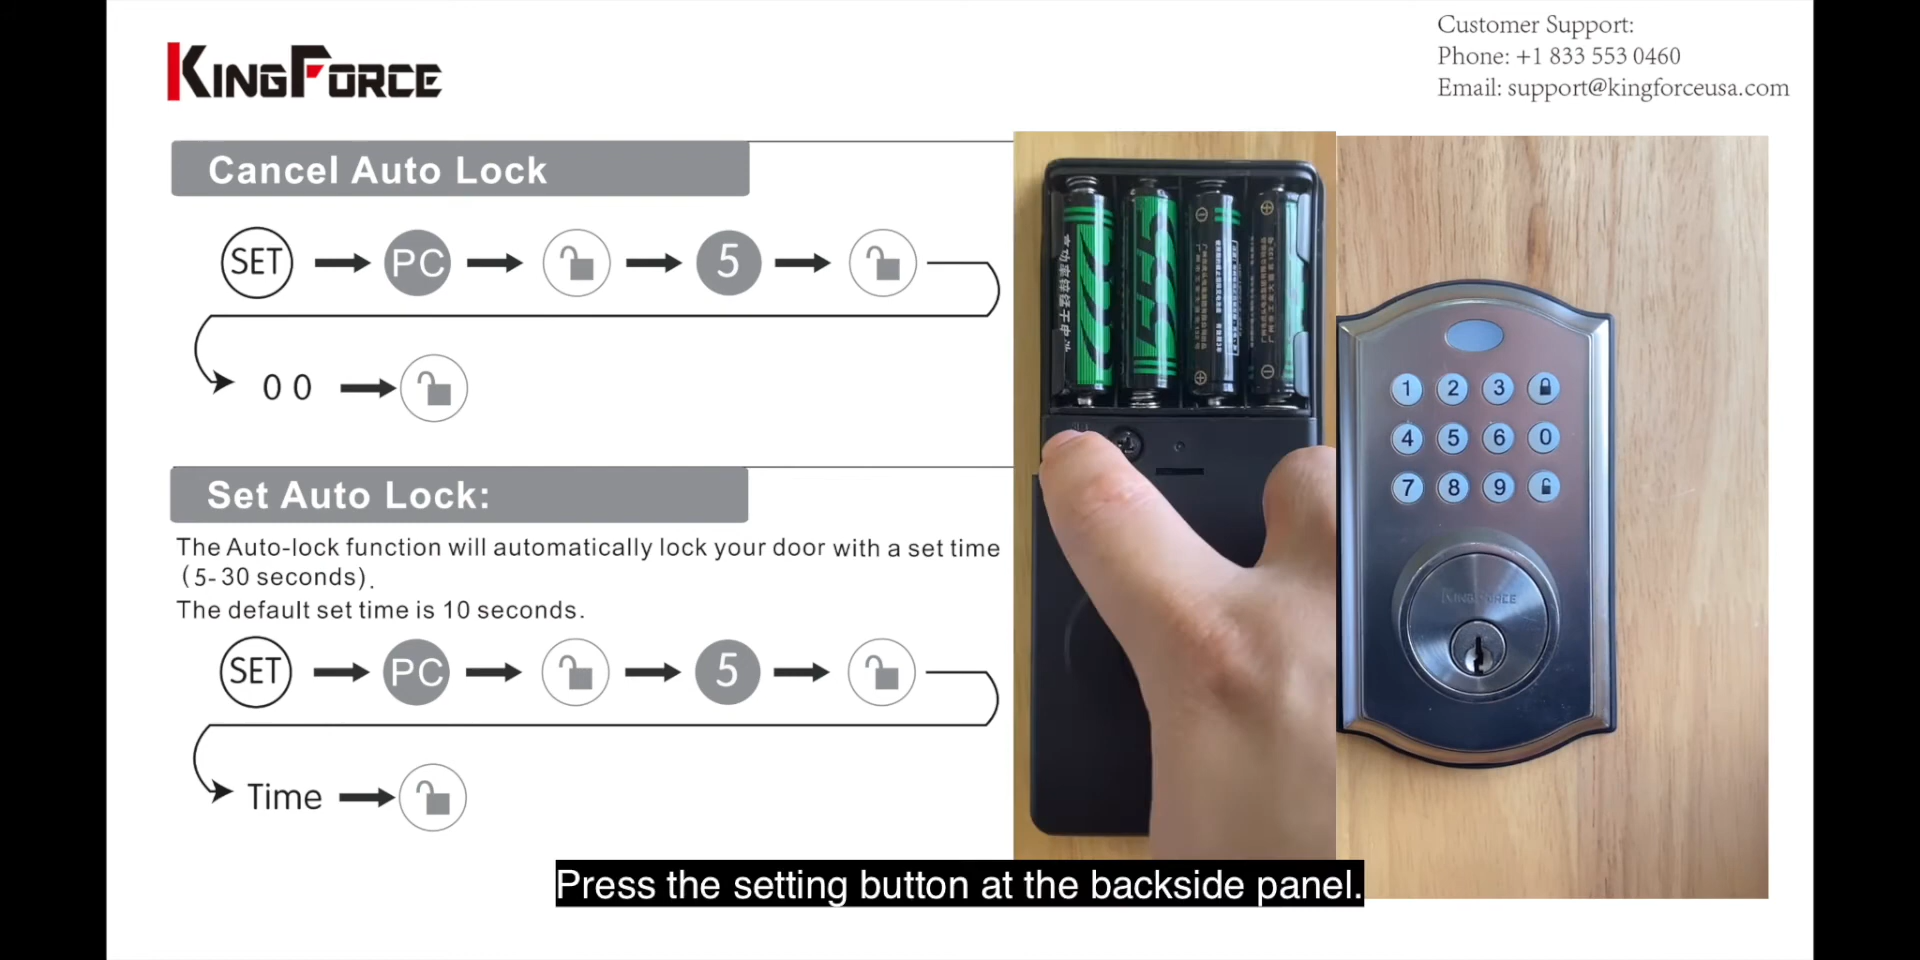 KINGFORCE
Customer Support:
Phone: +1 833 553 0460
Email: support@kingforceusa.com
Cancel Auto Lock
SET PC 5
0 0
Set Auto Lock:
The Auto-lock function will automatically lock your door with a set time
(5-30 seconds).
The default set time is 10 seconds.
SET PC 5
Time
555
1 2 3
4 5 6 0
7 8 9
KINGFORCE
Press the setting button at the backside panel.